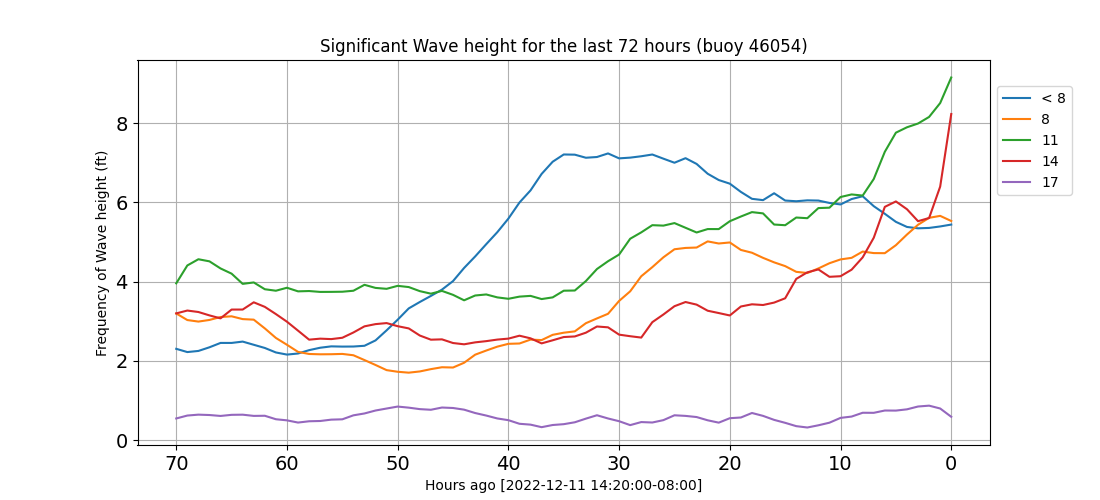 Significant Wave height for the last 72 hours (buoy 46054)
Frequency of Wave height (ft)
8
6
4
2
0
70 60 50 40 30 20 10 0
Hours ago [2022-12-11 14:20:00-08:00]
< 8
8
11
14
17